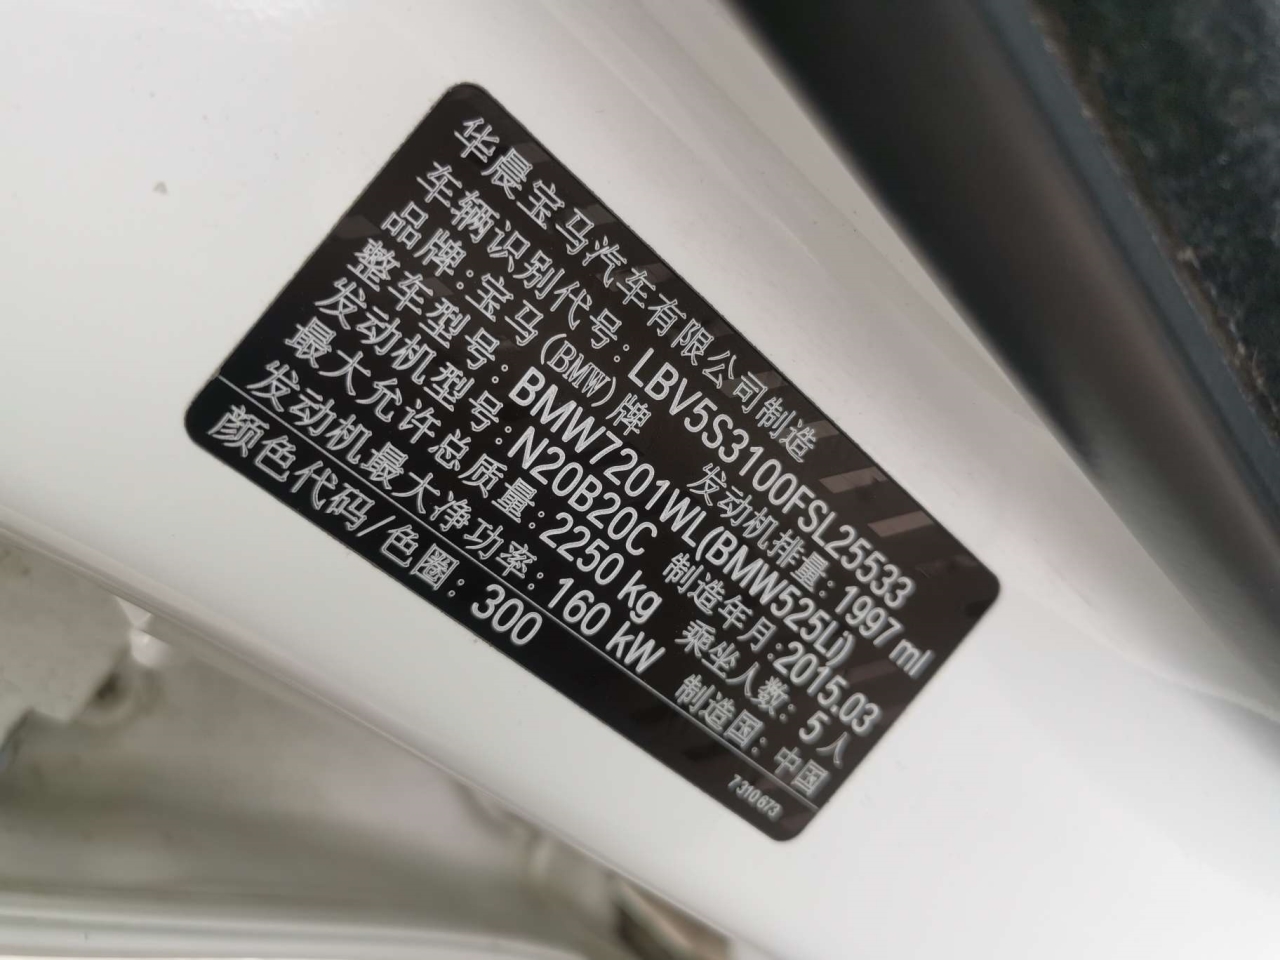 华晨宝马汽车有限公司制造
车辆识别代号: LBV5S3100FSL25533
品牌: 宝马(BMW)牌 发动机排量: 1997 ml
整车型号: BMW7201WL(BMW525Li)
发动机型号: N20B20C 制造年月: 2015.03
最大允许总质量: 2250 kg 乘坐人数: 5人
发动机最大净功率: 160 kW 制造国: 中国
颜色代码/色圈: 300 7310673